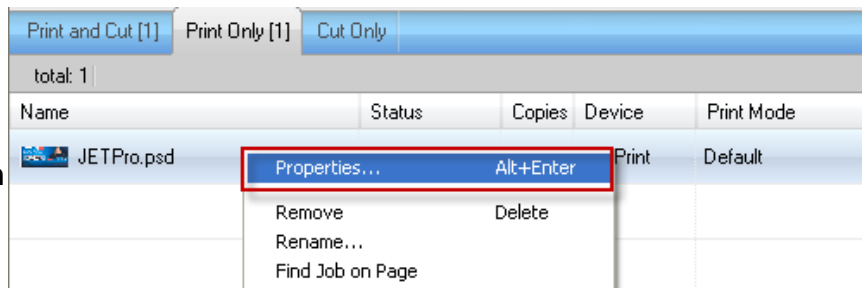 Print and Cut [1] Print Only [1] Cut Only
total: 1
Name Status Copies Device Print Mode
JETPro.psd Print Default
Properties... Alt+Enter
Remove Delete
Rename...
Find Job on Page